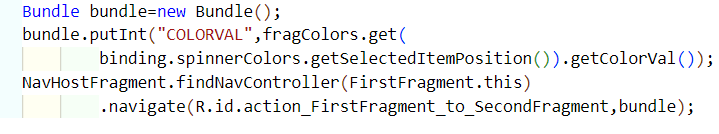 Bundle bundle=new Bundle();
bundle.putInt("COLORVAL",fragColors.get(
binding.spinnerColors.getSelectedItemPosition()).getColorVal());
NavHostFragment.findNavController(FirstFragment.this)
.navigate(R.id.action_FirstFragment_to_SecondFragment,bundle);